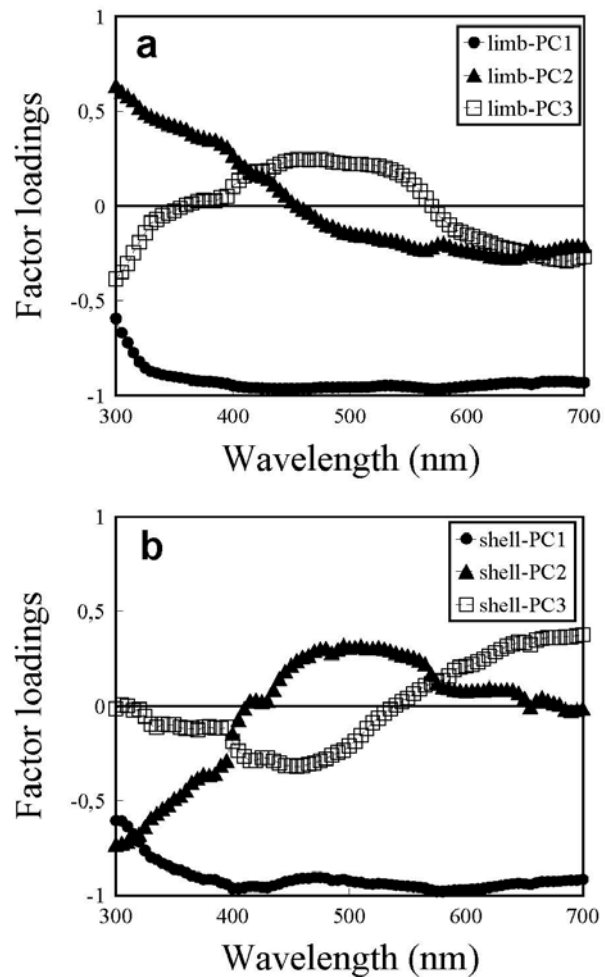 1
a
limb-PC1
limb-PC2
limb-PC3
0,5
Factor loadings
0
-0,5
-1
300 400 500 600 700
Wavelength (nm)
1
b
shell-PC1
shell-PC2
shell-PC3
0,5
Factor loadings
0
-0,5
-1
300 400 500 600 700
Wavelength (nm)